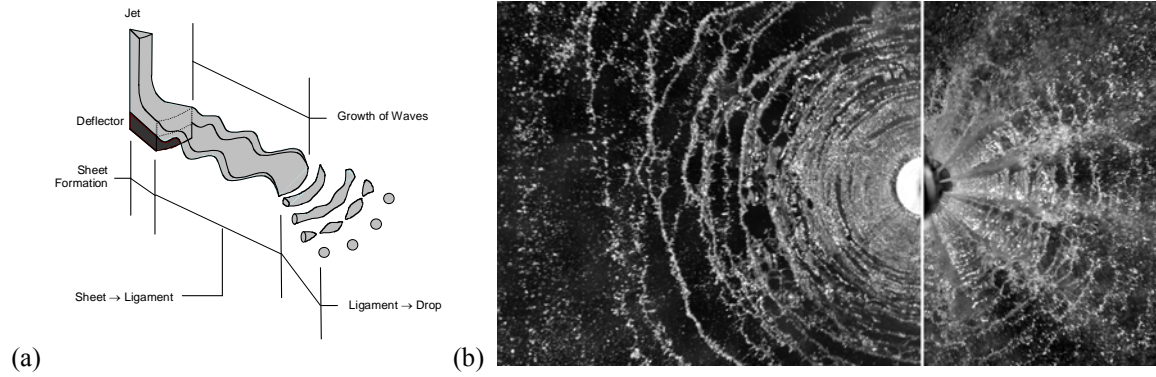 Jet
Growth of Waves
Deflector
Sheet
Formation
Sheet → Ligament
Ligament → Drop
(a)
(b)